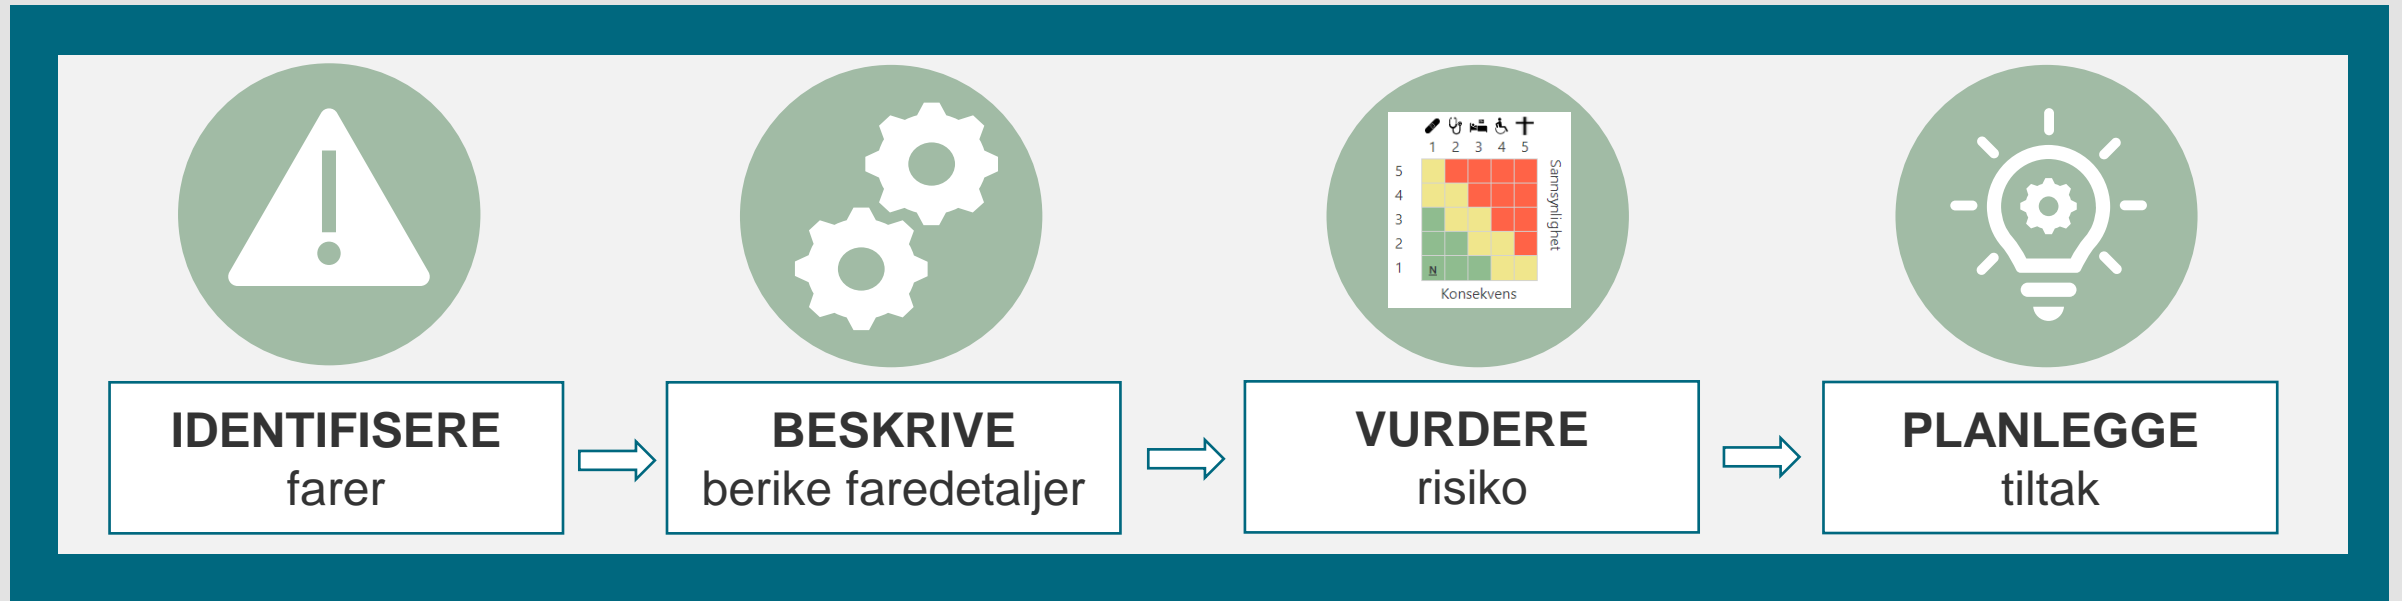 1 2 3 4 5
5
4
3
2
1 N
Sannsynlighet
Konsekvens
IDENTIFISERE
farer
BESKRIVE
berike faredetaljer
VURDERE
risiko
PLANLEGGE
tiltak